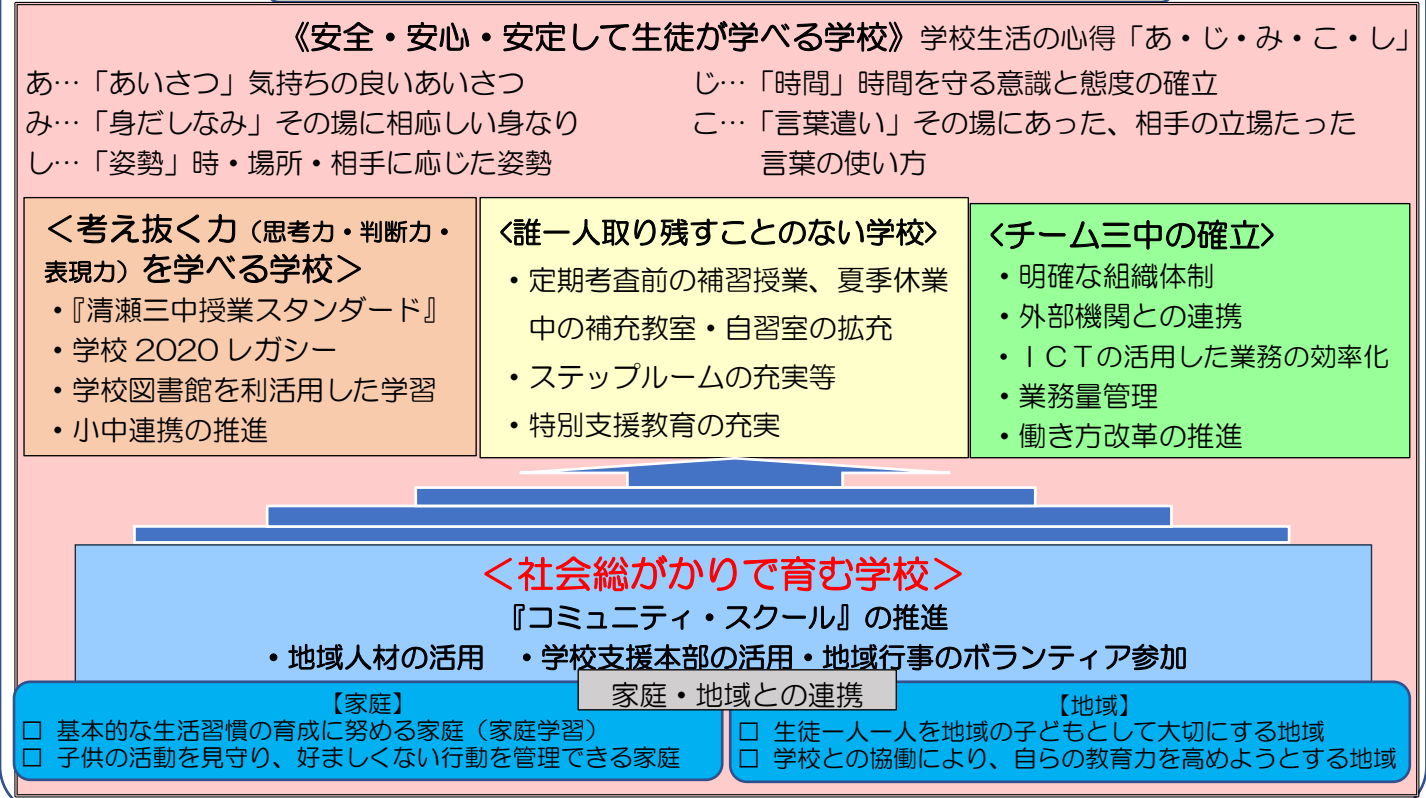 《安全・安心・安定して生徒が学べる学校》学校生活の心得「あ・じ・み・こ・し」
あ…「あいさつ」気持ちの良いあいさつ
じ…「時間」時間を守る意識と態度の確立
み…「身だしなみ」その場に相応しい身なり
こ…「言葉遣い」その場にあった、相手の立場たった
言葉の使い方
し…「姿勢」時・場所・相手に応じた姿勢
＜考え抜く力（思考力・判断力・
表現力）を学べる学校＞
・『清瀬三中授業スタンダード』
・学校2020レガシー
・学校図書館を利活用した学習
・小中連携の推進
<誰一人取り残すことのない学校>
・定期考査前の補習授業、夏季休業
中の補充教室・自習室の拡充
・ステップルームの充実等
・特別支援教育の充実
<チーム三中の確立>
・明確な組織体制
・外部機関との連携
・ＩＣＴの活用した業務の効率化
・業務量管理
・働き方改革の推進
＜社会総がかりで育む学校＞
『コミュニティ・スクール』の推進
・地域人材の活用　・学校支援本部の活用・地域行事のボランティア参加
家庭・地域との連携
【家庭】
□ 基本的な生活習慣の育成に努める家庭（家庭学習）
□ 子供の活動を見守り、好ましくない行動を管理できる家庭
【地域】
□ 生徒一人一人を地域の子どもとして大切にする地域
□ 学校との協働により、自らの教育力を高めようとする地域